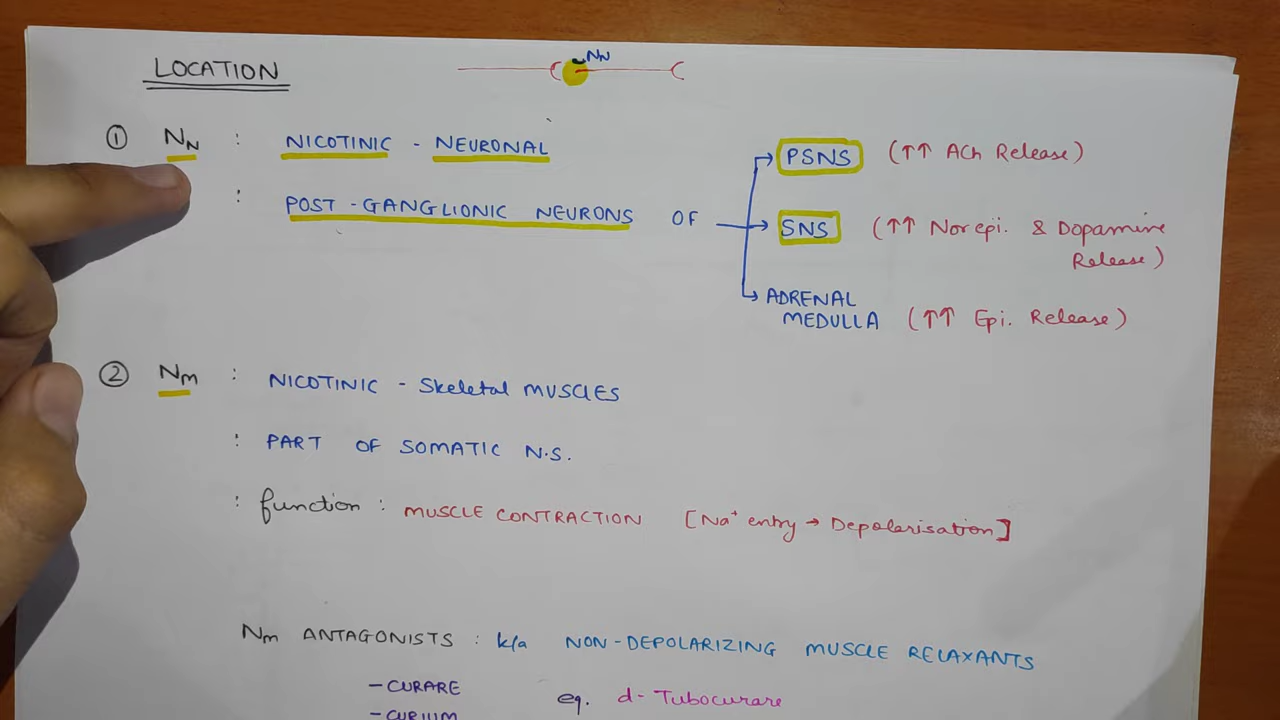 LOCATION
NN
① NN : NICOTINIC - NEURONAL
: POST-GANGLIONIC NEURONS OF
PSNS (↑↑ ACh Release)
SNS (↑↑ Norepi. & Dopamine
Release)
ADRENAL
MEDULLA (↑↑ Epi. Release)
② Nm : NICOTINIC - Skeletal MUSCLES
: PART OF SOMATIC N.S.
: function : MUSCLE CONTRACTION [Na+ entry → Depolarisation]
Nm ANTAGONISTS : k/a NON-DEPOLARIZING MUSCLE RELAXANTS
- CURARE eg. d-Tubocurare
- CURIUM